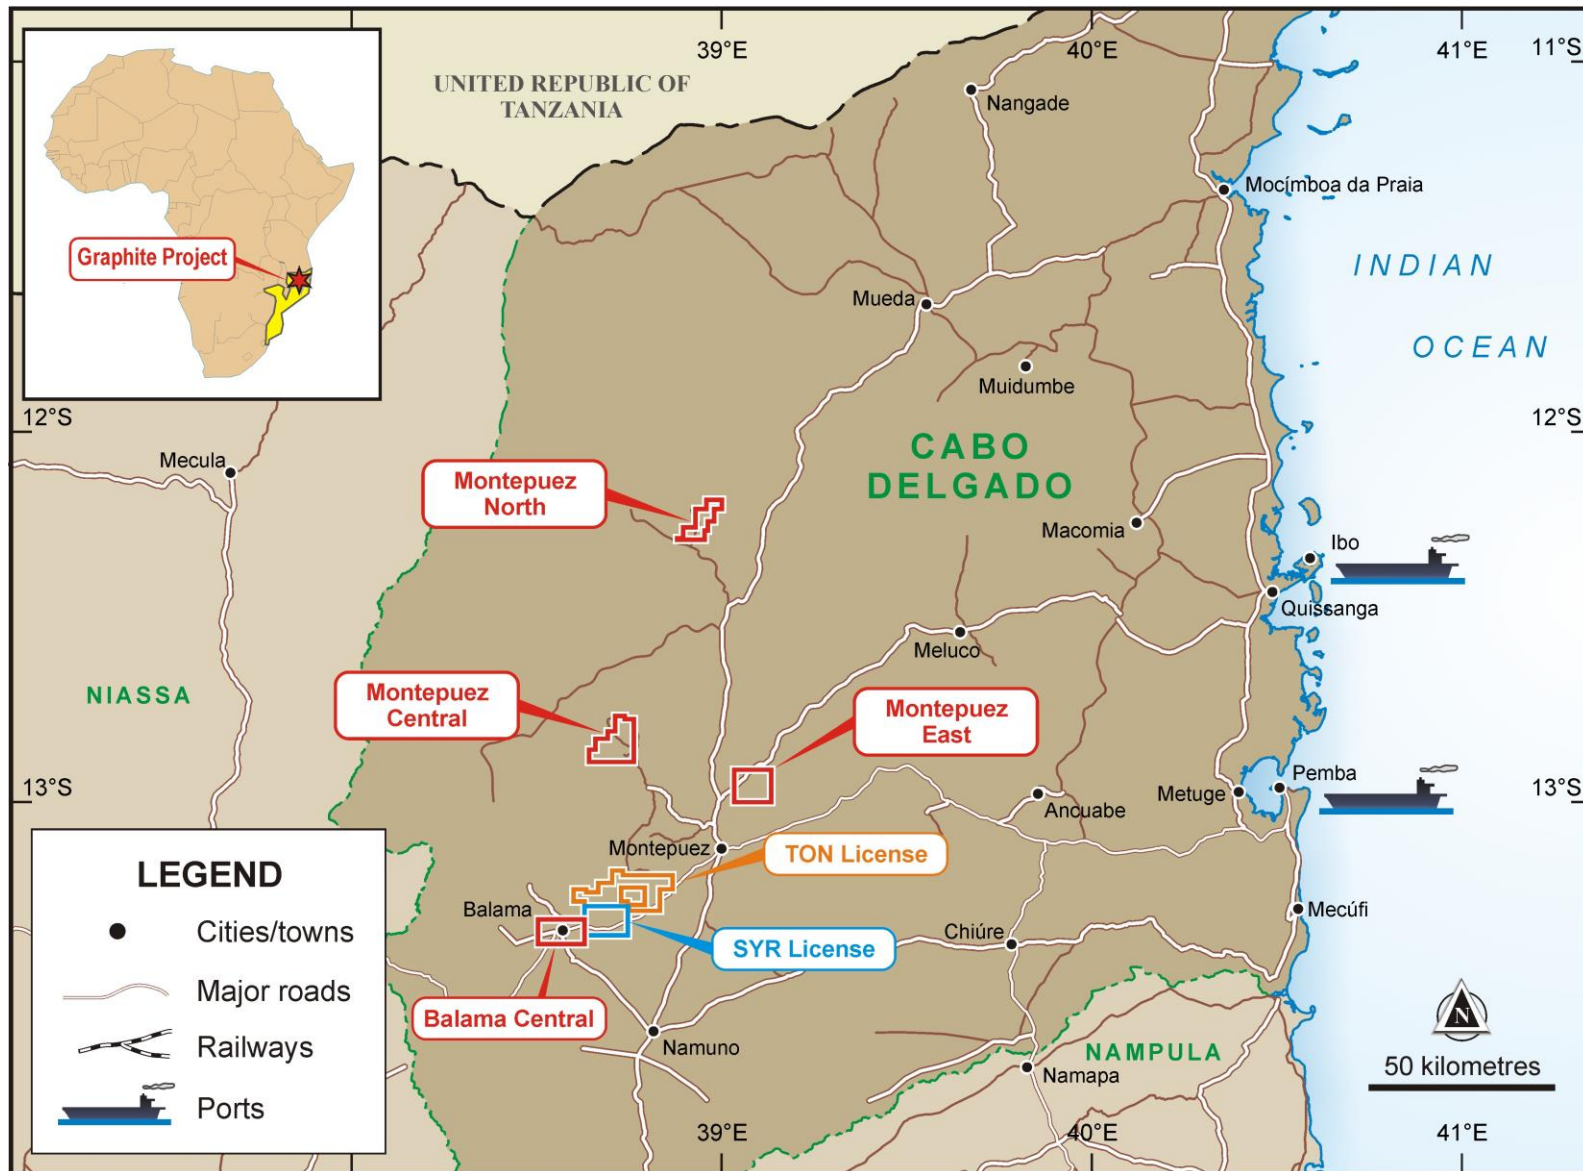 39°E
40°E
41°E
11°S
UNITED REPUBLIC OF
TANZANIA
Nangade
Mocímboa da Praia
Graphite Project
INDIAN
OCEAN
Mueda
Muidumbe
12°S
12°S
CABO
DELGADO
Mecula
Montepuez
North
Macomia
Ibo
Quissanga
Meluco
NIASSA
Montepuez
Central
Montepuez
East
13°S
13°S
Pemba
Metuge
Ancuabe
Montepuez
TON License
Balama
SYR License
Chiúre
Mecúfi
Balama Central
Namuno
NAMPULA
Namapa
LEGEND
Cities/towns
Major roads
Railways
Ports
N
50 kilometres
39°E
40°E
41°E